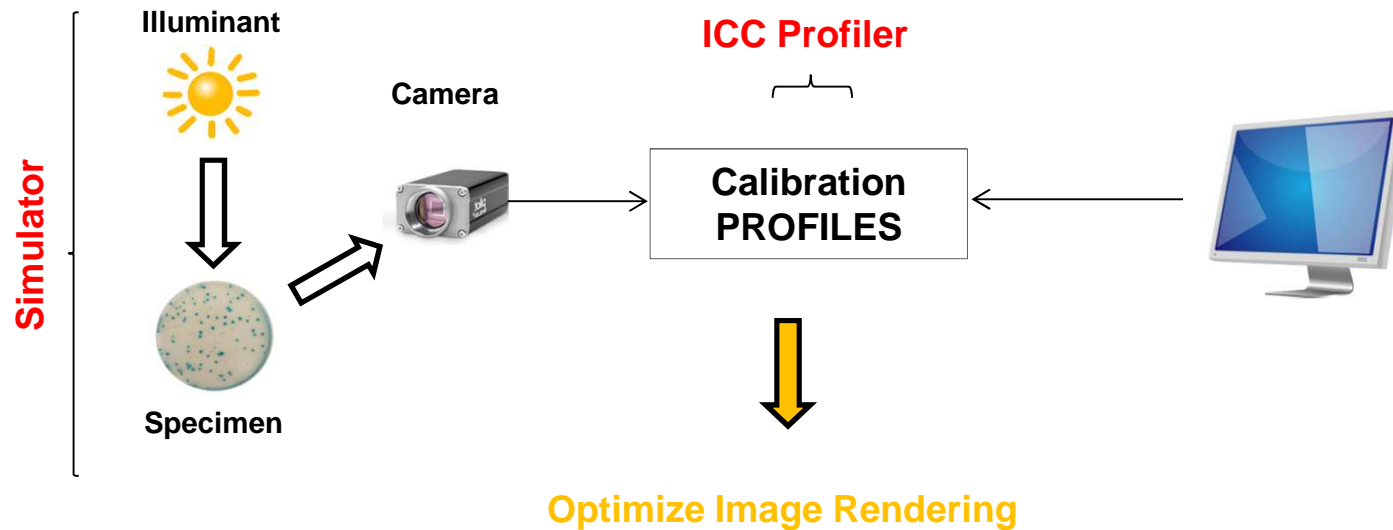 Illuminant
ICC Profiler
Camera
Simulator
Calibration
PROFILES
Specimen
Optimize Image Rendering